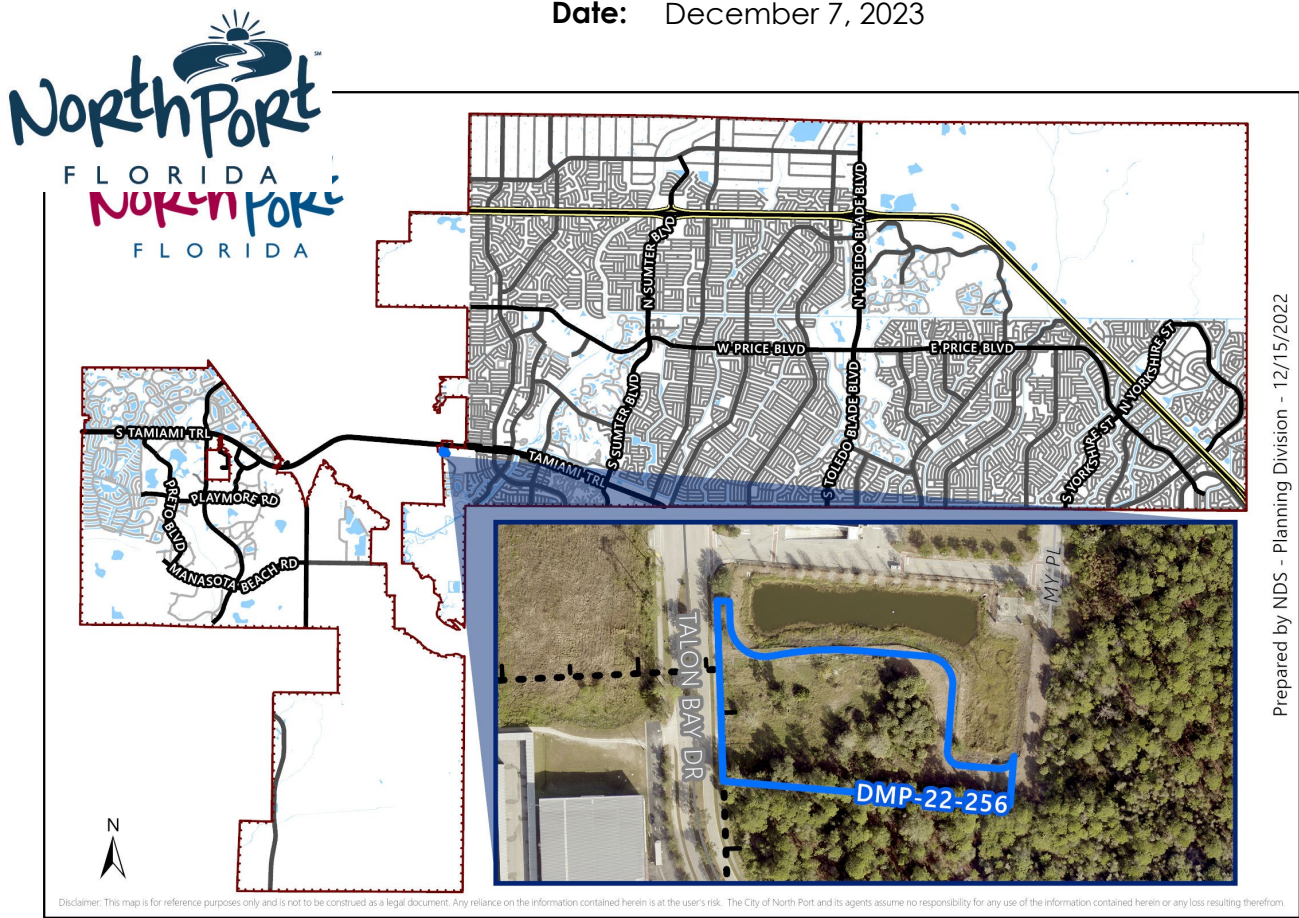 Date: December 7, 2023
North Port
FLORIDA
North Port
FLORIDA
N TOLEDO BLADE BLVD
N SUMTER BLVD
W PRICE BLVD
E PRICE BLVD
N YORKSHIRE ST
S TAMIAMI TRL
S SUMTER BLVD
S TOLEDO BLADE BLVD
S YORKSHIRE ST
TAMIAMI TRL
PLAYMORE RD
PRETOLE BLVD
MANASOTA BEACH RD
MY PL
TALON BAY DR
DMP-22-256
N
Prepared by NDS - Planning Division - 12/15/2022
Disclaimer: This map is for reference purposes only and is not to be construed as a legal document. Any reliance on the information contained herein is at the user's risk. The City of North Port and its agents assume no responsibility for any use of the information contained herein or any loss resulting therefrom.